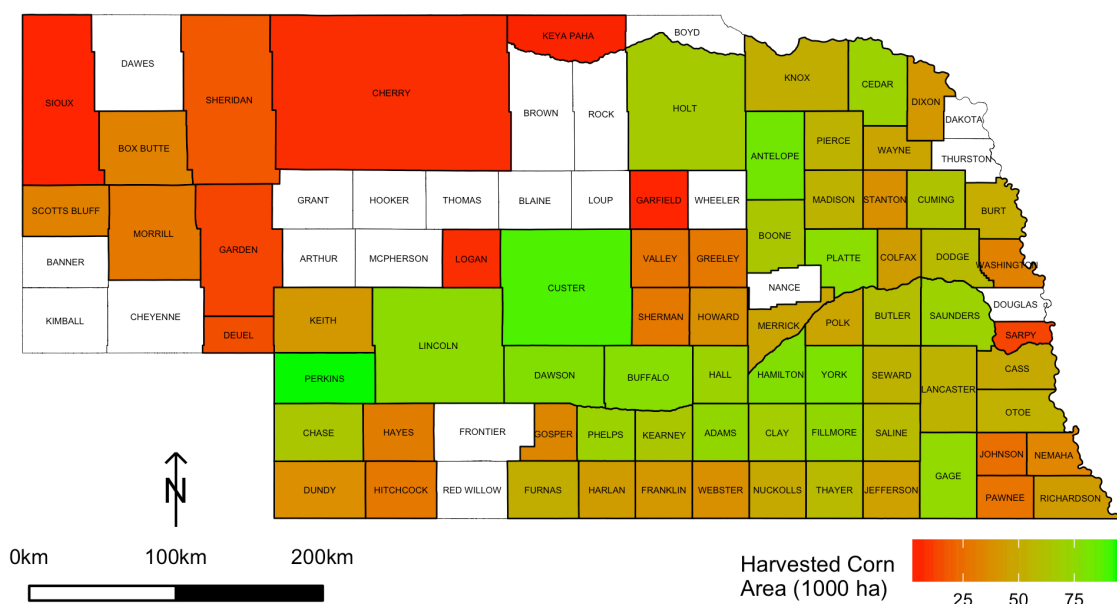 BOYD
KEYA PAHA
DAWES
KNOX
CEDAR
SIOUX
SHERIDAN
CHERRY
HOLT
DIXON
BROWN
ROCK
DAKOTA
BOX BUTTE
ANTELOPE
PIERCE
WAYNE
THURSTON
GRANT
HOOKER
THOMAS
BLAINE
LOUP
GARFIELD
WHEELER
MADISON
STANTON
CUMING
SCOTTS BLUFF
BURT
MORRILL
BOONE
GARDEN
BANNER
ARTHUR
MCPHERSON
LOGAN
VALLEY
GREELEY
PLATTE
COLFAX
DODGE
WASHINGTON
CUSTER
NANCE
DOUGLAS
KIMBALL
CHEYENNE
KEITH
SHERMAN
HOWARD
MERRICK
POLK
BUTLER
SAUNDERS
DEUEL
SARPY
LINCOLN
CASS
PERKINS
DAWSON
BUFFALO
HALL
HAMILTON
YORK
SEWARD
LANCASTER
OTOE
CHASE
HAYES
FRONTIER
GOSPER
PHELPS
KEARNEY
ADAMS
CLAY
FILLMORE
SALINE
JOHNSON
NEMAHA
GAGE
DUNDY
HITCHCOCK
RED WILLOW
FURNAS
HARLAN
FRANKLIN
WEBSTER
NUCKOLLS
THAYER
JEFFERSON
PAWNEE
RICHARDSON
N
0km 100km 200km
Harvested Corn
Area (1000 ha)
25 50 75